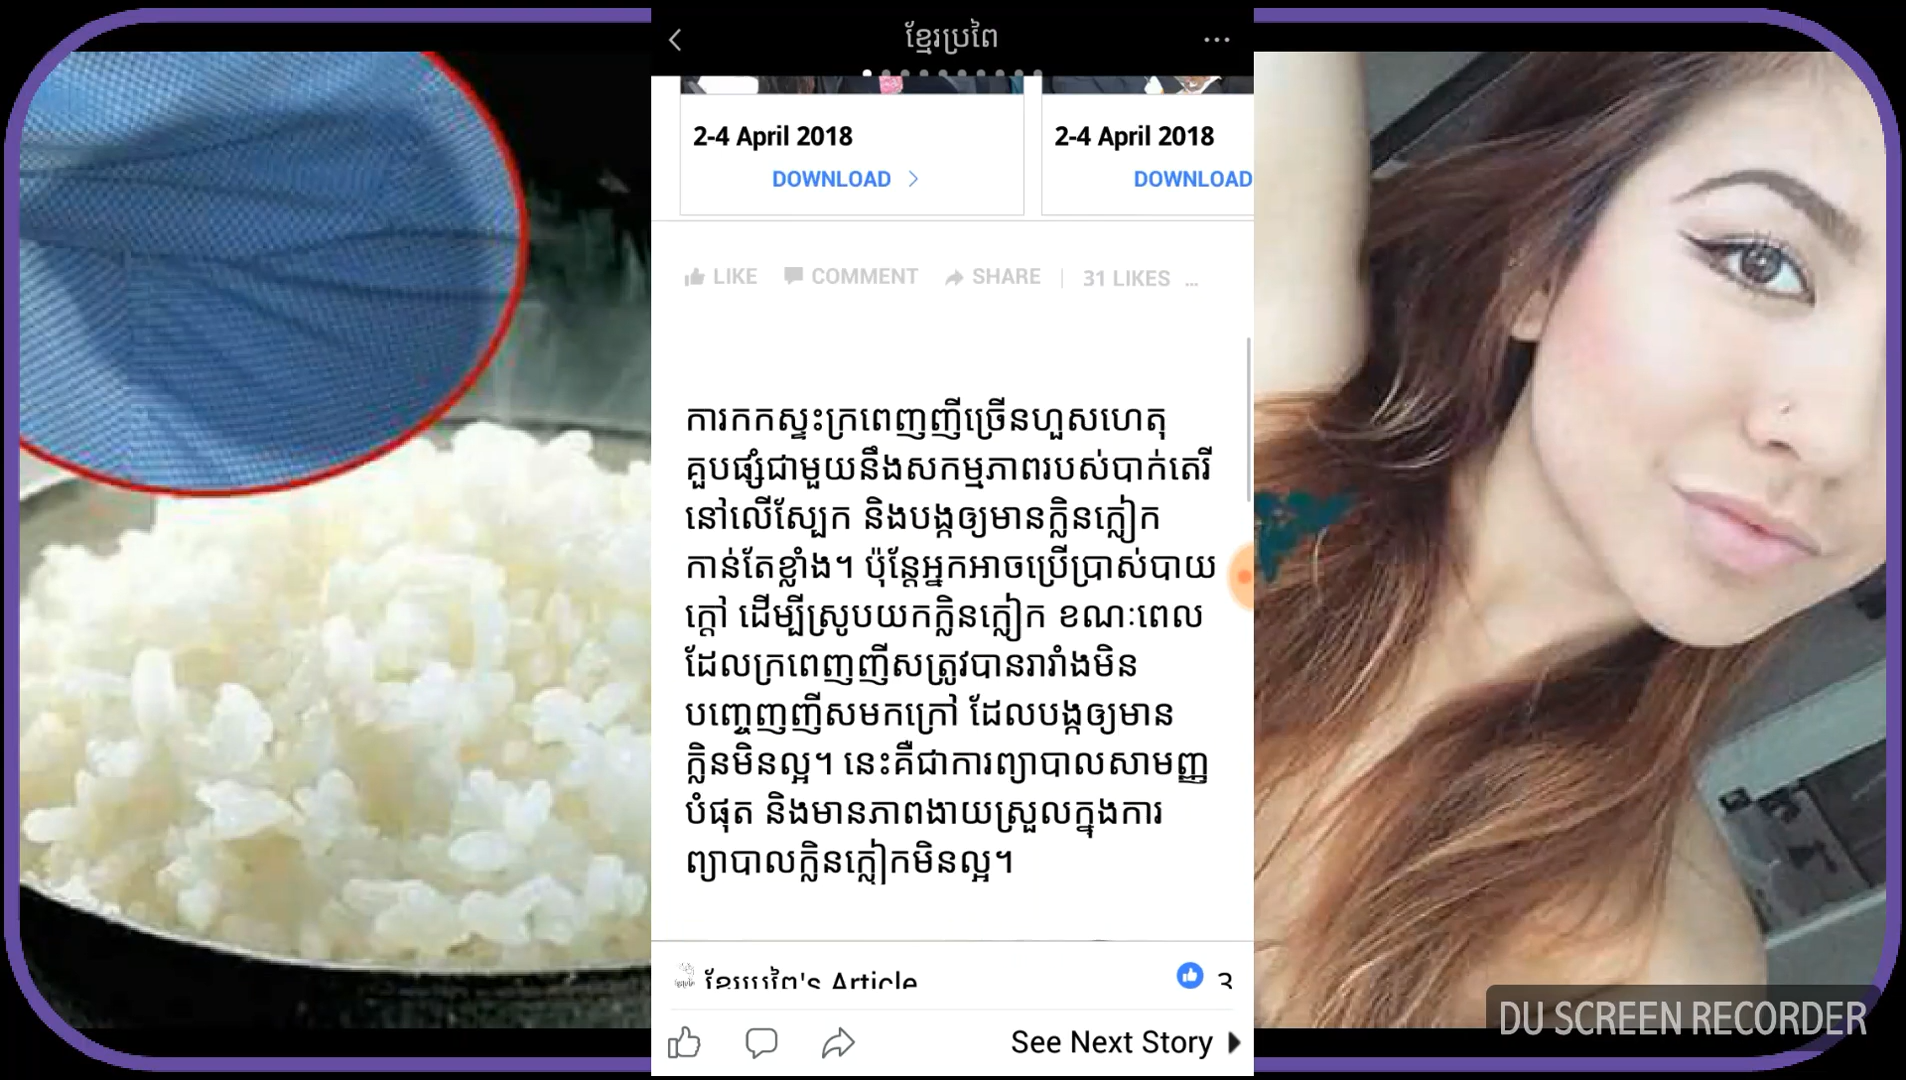 ខ្មែរប្រពៃ
2-4 April 2018
DOWNLOAD
2-4 April 2018
DOWNLOAD
LIKE COMMENT SHARE 31 LIKES ...
ការកកស្ទះក្រពេញញីច្រើនហួសហេតុ
គួបផ្សំជាមួយនឹងសកម្មភាពរបស់បាក់តេរី
នៅលើស្បែក និងបង្កឲ្យមានក្លិនក្លៀក
កាន់តែខ្លាំង។ ប៉ុន្តែអ្នកអាចប្រើប្រាស់បាយ
ក្តៅ ដើម្បីស្រូបយកក្លិនក្លៀក ខណៈពេល
ដែលក្រពេញញីសត្រូវបានរារាំងមិន
បញ្ចេញញីសមកក្រៅ ដែលបង្កឲ្យមាន
ក្លិនមិនល្អ។ នេះគឺជាការព្យាបាលសាមញ្ញ
បំផុត និងមានភាពងាយស្រួលក្នុងការ
ព្យាបាលក្លិនក្លៀកមិនល្អ។
ខ្មែរប្រពៃ's Article
3
See Next Story
DU SCREEN RECORDER